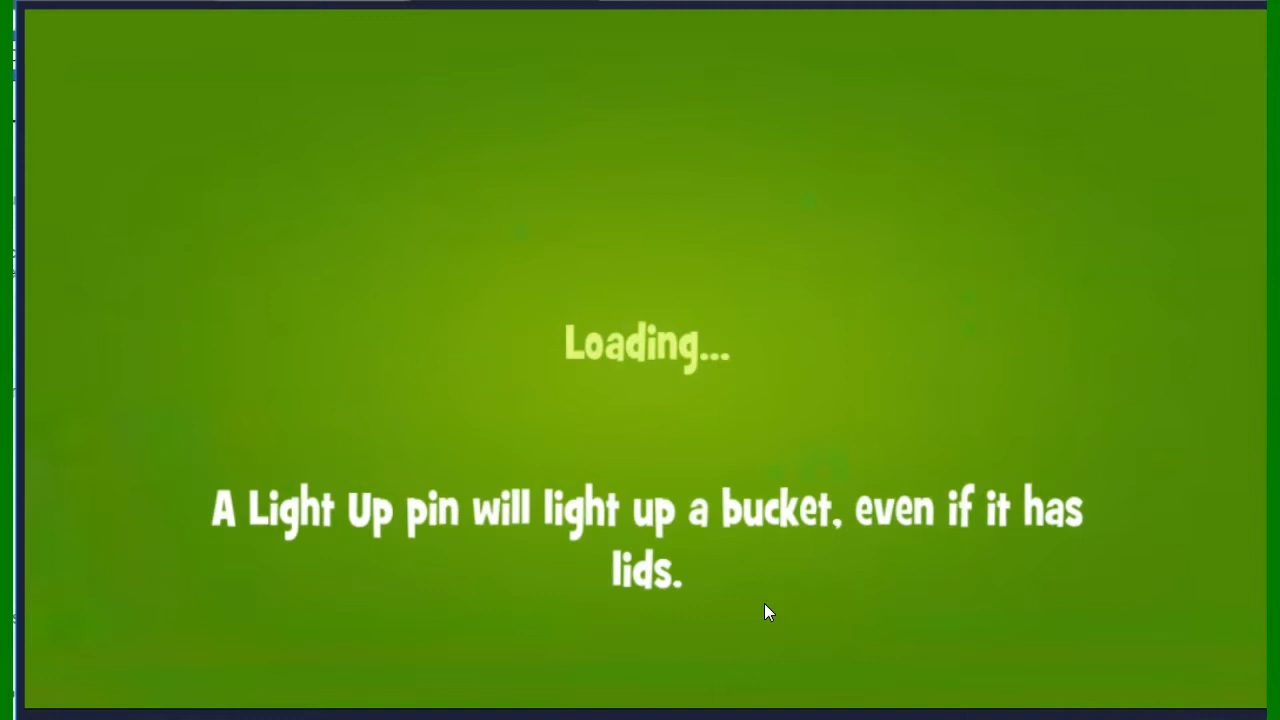 Loading...
A Light Up pin will light up a bucket, even if it has
lids.